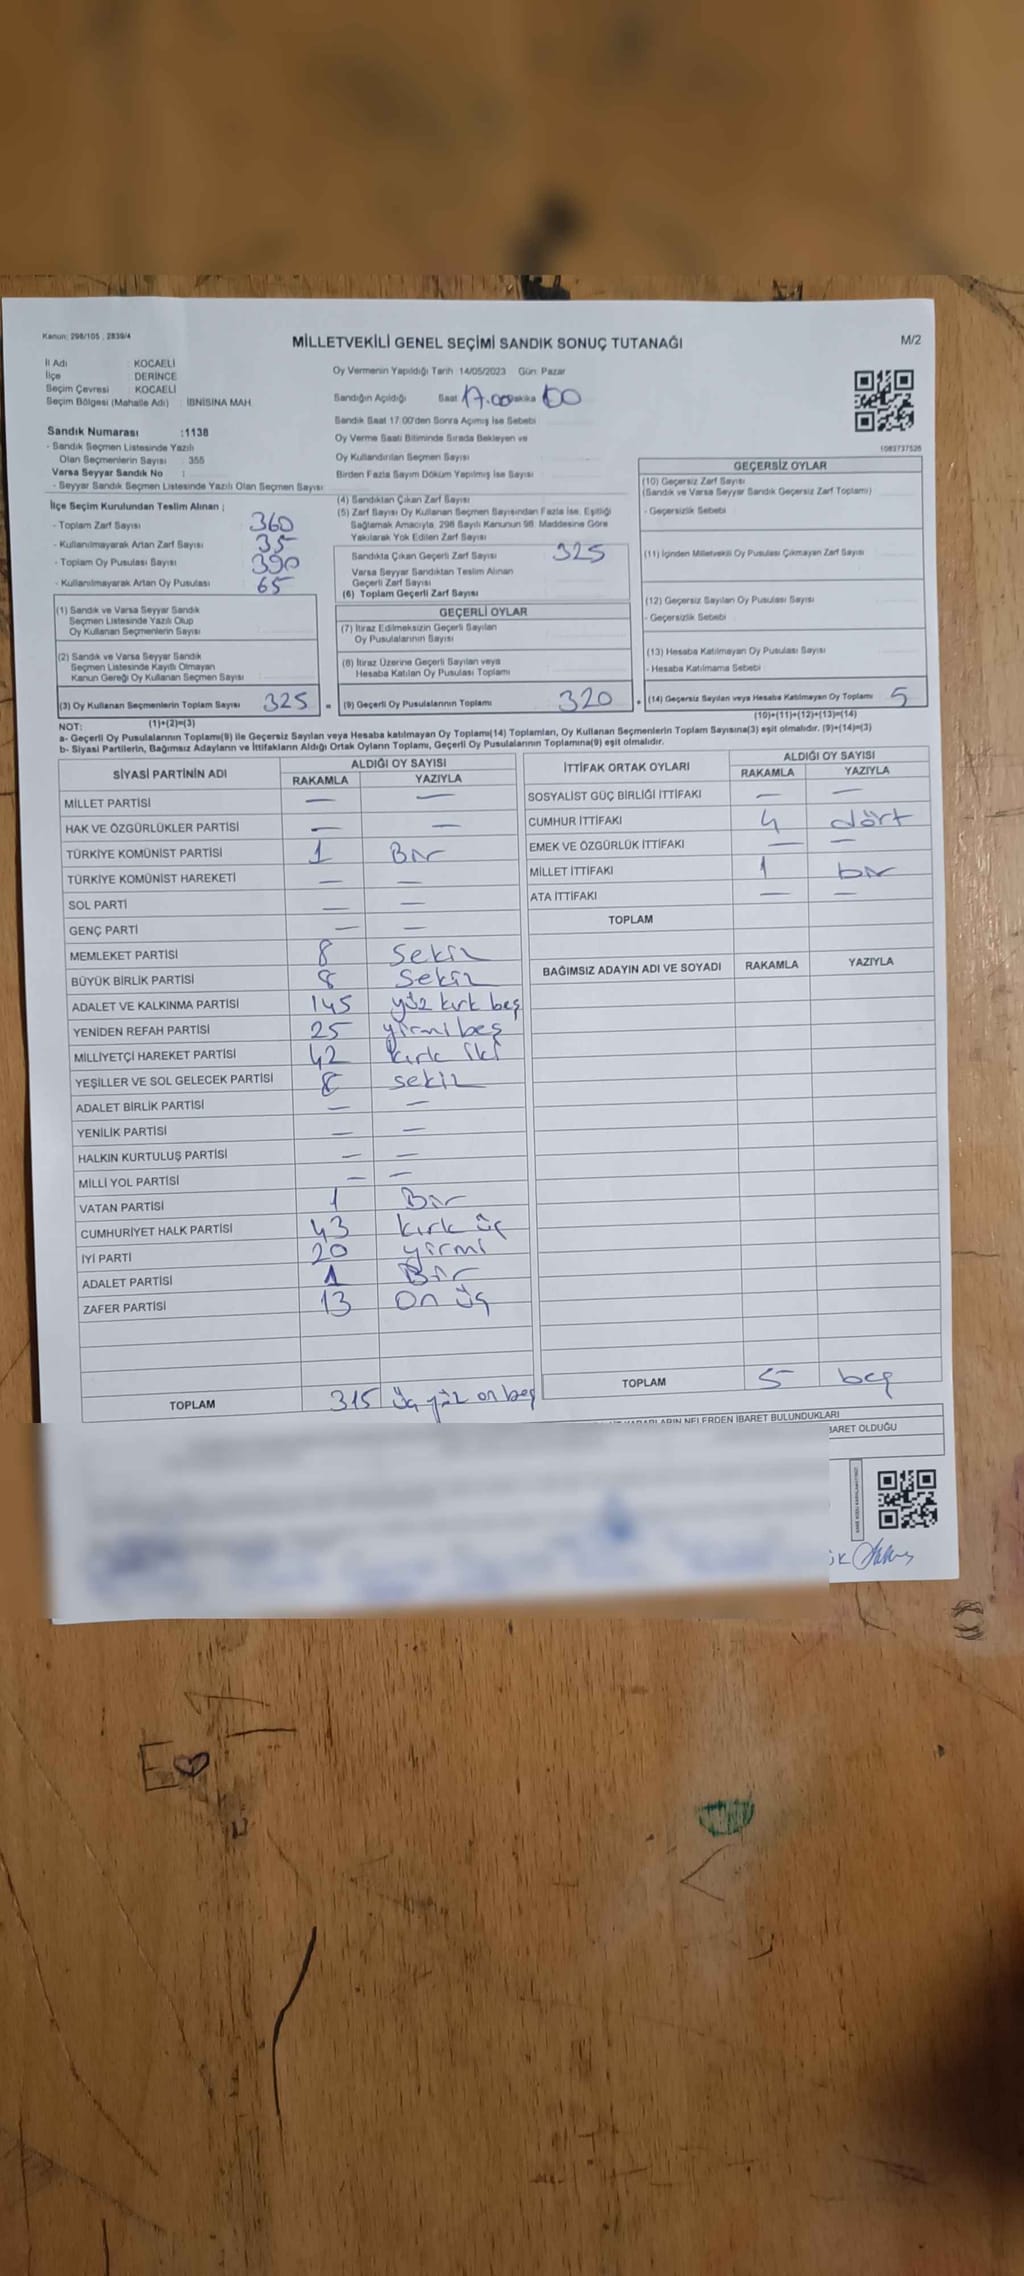 Kanun: 298/105 , 2839/4
MİLLETVEKİLİ GENEL SEÇİMİ SANDIK SONUÇ TUTANAĞI
M/2
İl Adı : KOCAELİ
İlçe : DERİNCE
Seçim Çevresi : KOCAELİ
Seçim Bölgesi (Mahalle Adı) : İBNİSİNA MAH.
Sandık Numarası :1138
- Sandık Seçmen Listesinde Yazılı
Olan Seçmenlerin Sayısı : 355
Varsa Seyyar Sandık No :
- Seyyar Sandık Seçmen Listesinde Yazılı Olan Seçmen Sayısı :
İlçe Seçim Kurulundan Teslim Alınan ;
- Toplam Zarf Sayısı 360
- Kullanılmayarak Artan Zarf Sayısı 35
- Toplam Oy Pusulası Sayısı 390
- Kullanılmayarak Artan Oy Pusulası 65
(1) Sandık ve Varsa Seyyar Sandık
Seçmen Listesinde Yazılı Olup
Oy Kullanan Seçmenlerin Sayısı
(2) Sandık ve Varsa Seyyar Sandık
Seçmen Listesinde Kayıtlı Olmayan
Kanun Gereği Oy Kullanan Seçmen Sayısı
(3) Oy Kullanan Seçmenlerin Toplam Sayısı 325
(1)+(2)=(3)
Oy Vermenin Yapıldığı Tarih 14/05/2023 Gün: Pazar
Sandığın Açıldığı Saat 17.00 Dakika 00
Sandık Saat 17:00'den Sonra Açımış İse Sebebi
Oy Verme Saati Bitiminde Sırada Bekleyen ve
Oy Kullandırılan Seçmen Sayısı
Birden Fazla Sayım Döküm Yapılmış İse Sayısı
(4) Sandıktan Çıkan Zarf Sayısı
(5) Zarf Sayısı Oy Kullanan Seçmen Sayısından Fazla İse, Eşitliği
Sağlamak Amacıyla, 298 Sayılı Kanunun 98. Maddesine Göre
Yakılarak Yok Edilen Zarf Sayısı
Sandıkta Çıkan Geçerli Zarf Sayısı 325
Varsa Seyyar Sandıktan Teslim Alınan
Geçerli Zarf Sayısı
(6) Toplam Geçerli Zarf Sayısı
GEÇERLİ OYLAR
(7) İtiraz Edilmeksizin Geçerli Sayılan
Oy Pusulalarının Sayısı
(8) İtiraz Üzerine Geçerli Sayılan veya
Hesaba Katılan Oy Pusulası Toplamı
= (9) Geçerli Oy Pusulalarının Toplamı 320 +
1083737526
GEÇERSİZ OYLAR
(10) Geçersiz Zarf Sayısı
(Sandık ve Varsa Seyyar Sandık Geçersiz Zarf Toplamı)
- Geçersizlik Sebebi
(11) İçinden Milletvekili Oy Pusulası Çıkmayan Zarf Sayısı
(12) Geçersiz Sayılan Oy Pusulası Sayısı
- Geçersizlik Sebebi
(13) Hesaba Katılmayan Oy Pusulası Sayısı
- Hesaba Katılmama Sebebi
(14) Geçersiz Sayılan veya Hesaba Katılmayan Oy Toplamı 5
(10)+(11)+(12)+(13)=(14)
NOT:
a- Geçerli Oy Pusulalarının Toplamı(9) ile Geçersiz Sayılan veya Hesaba katılmayan Oy Toplamı(14) Toplamları, Oy Kullanan Seçmenlerin Toplam Sayısına(3) eşit olmalıdır. (9)+(14)=(3)
b- Siyasi Partilerin, Bağımsız Adayların ve İttifakların Aldığı Ortak Oyların Toplamı, Geçerli Oy Pusulalarının Toplamına(9) eşit olmalıdır.
SİYASİ PARTİNİN ADI ALDIĞI OY SAYISI
RAKAMLA YAZIYLA
MİLLET PARTİSİ — —
HAK VE ÖZGÜRLÜKLER PARTİSİ — —
TÜRKİYE KOMÜNİST PARTİSİ 1 Bir
TÜRKİYE KOMÜNİST HAREKETİ — —
SOL PARTİ — —
GENÇ PARTİ — —
MEMLEKET PARTİSİ 8 Sekiz
BÜYÜK BİRLİK PARTİSİ 8 Sekiz
ADALET VE KALKINMA PARTİSİ 145 yüz kırk beş
YENİDEN REFAH PARTİSİ 25 yirmi beş
MİLLİYETÇİ HAREKET PARTİSİ 42 kırk iki
YEŞİLLER VE SOL GELECEK PARTİSİ 8 sekiz
ADALET BİRLİK PARTİSİ — —
YENİLİK PARTİSİ — —
HALKIN KURTULUŞ PARTİSİ — —
MİLLİ YOL PARTİSİ — —
VATAN PARTİSİ 1 Bir
CUMHURİYET HALK PARTİSİ 43 kırk üç
İYİ PARTİ 20 yirmi
ADALET PARTİSİ 1 Bir
ZAFER PARTİSİ 13 On üç
TOPLAM 315 üç yüz on beş
İTTİFAK ORTAK OYLARI ALDIĞI OY SAYISI
RAKAMLA YAZIYLA
SOSYALİST GÜÇ BİRLİĞİ İTTİFAKI — —
CUMHUR İTTİFAKI 4 dört
EMEK VE ÖZGÜRLÜK İTTİFAKI — —
MİLLET İTTİFAKI 1 bir
ATA İTTİFAKI — —
TOPLAM
BAĞIMSIZ ADAYIN ADI VE SOYADI RAKAMLA YAZIYLA
TOPLAM 5 beş
KARARLARIN NELERDEN İBARET BULUNDUKLARI
BARET OLDUĞU
E